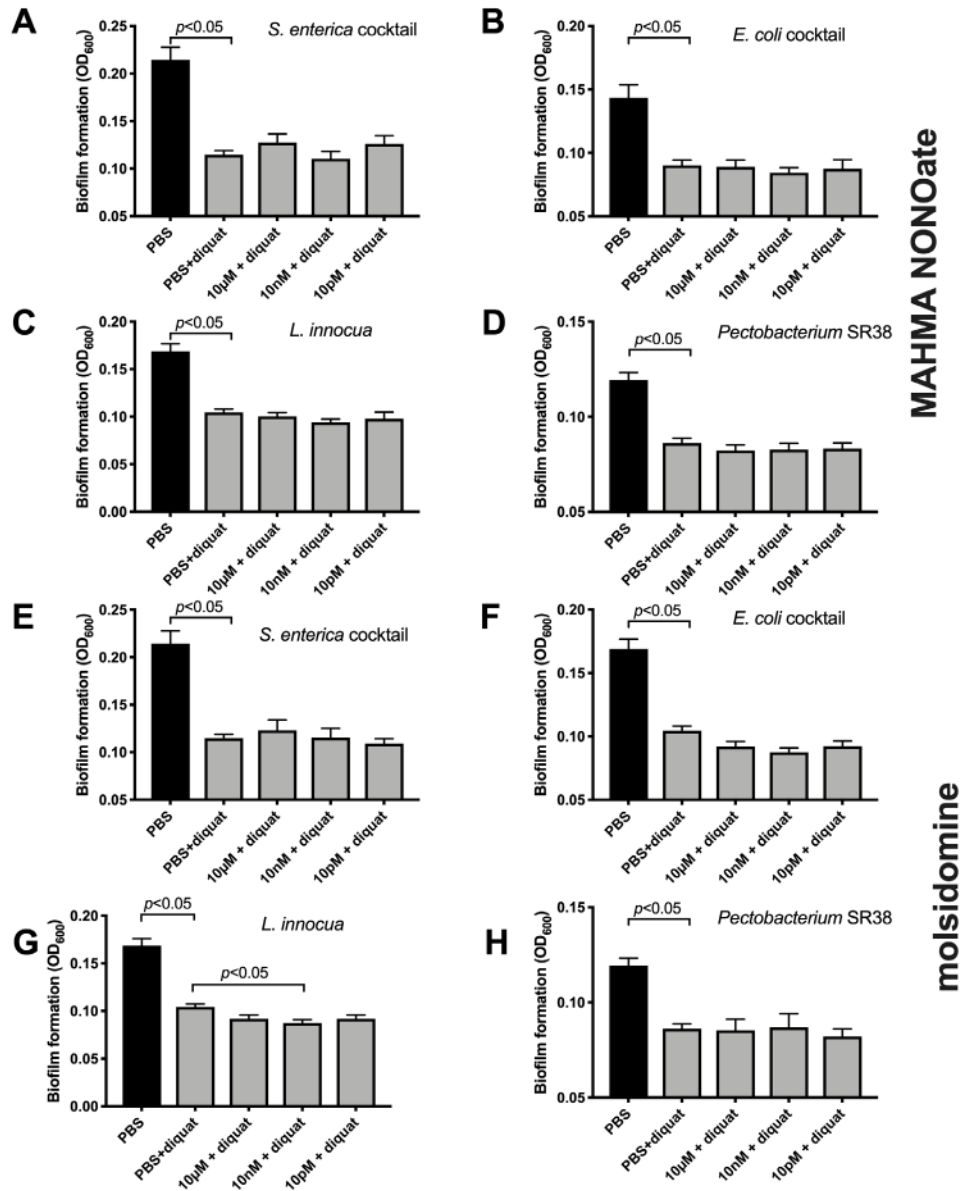 A
p<0.05
S. enterica cocktail
Biofilm formation (OD600)
0.25
0.20
0.15
0.10
0.05
PBS
PBS+diquat
10µM + diquat
10nM + diquat
10pM + diquat
B
p<0.05
E. coli cocktail
Biofilm formation (OD600)
0.20
0.15
0.10
0.05
PBS
PBS+diquat
10µM + diquat
10nM + diquat
10pM + diquat
C
p<0.05
L. innocua
Biofilm formation (OD600)
0.20
0.15
0.10
0.05
0.00
PBS
PBS+diquat
10µM + diquat
10nM + diquat
10pM + diquat
D
p<0.05
Pectobacterium SR38
Biofilm formation (OD600)
0.15
0.10
0.05
PBS
PBS+diquat
10µM + diquat
10nM + diquat
10pM + diquat
MAHMA NONOate
E
p<0.05
S. enterica cocktail
Biofilm formation (OD600)
0.25
0.20
0.15
0.10
0.05
PBS
PBS+diquat
10µM + diquat
10nM + diquat
10pM + diquat
F
p<0.05
E. coli cocktail
Biofilm formation (OD600)
0.20
0.15
0.10
0.05
PBS
PBS+diquat
10µM + diquat
10nM + diquat
10pM + diquat
G
p<0.05
L. innocua
p<0.05
Biofilm formation (OD600)
0.20
0.15
0.10
0.05
0.00
PBS
PBS+diquat
10µM + diquat
10nM + diquat
10pM + diquat
H
p<0.05
Pectobacterium SR38
Biofilm formation (OD600)
0.15
0.10
0.05
PBS
PBS+diquat
10µM + diquat
10nM + diquat
10pM + diquat
molsidomine